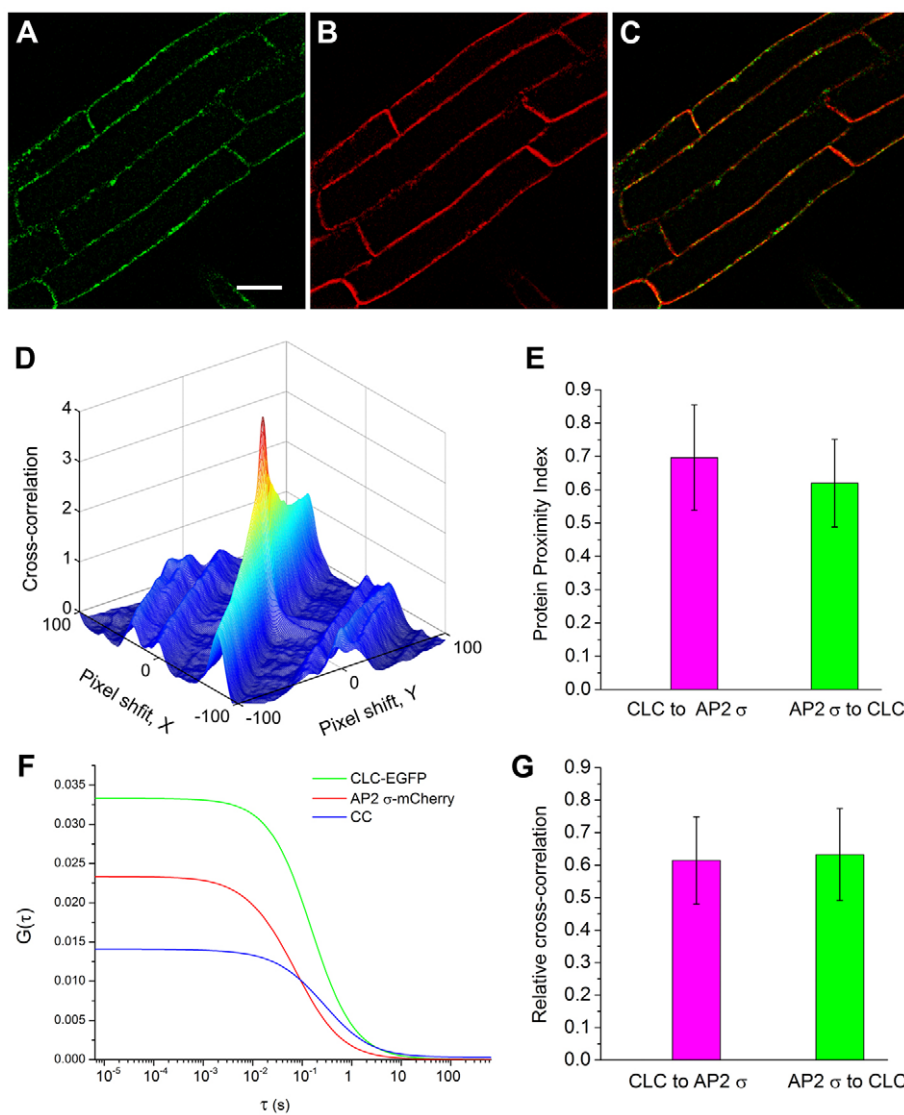 A
B
C
D
Cross-correlation
4
3
2
1
0
100
0
-100
Pixel shfit, X
-100
0
100
Pixel shift, Y
E
Protein Proximity Index
0.9
0.8
0.7
0.6
0.5
0.4
0.3
0.2
0.1
0.0
CLC to AP2 σ
AP2 σ to CLC
F
G(τ)
0.035
0.030
0.025
0.020
0.015
0.010
0.005
0.000
CLC-EGFP
AP2 σ-mCherry
CC
10⁻⁵ 10⁻⁴ 10⁻³ 10⁻² 10⁻¹ 1 10 100
τ (s)
G
Relative cross-correlation
0.9
0.8
0.7
0.6
0.5
0.4
0.3
0.2
0.1
0.0
CLC to AP2 σ
AP2 σ to CLC